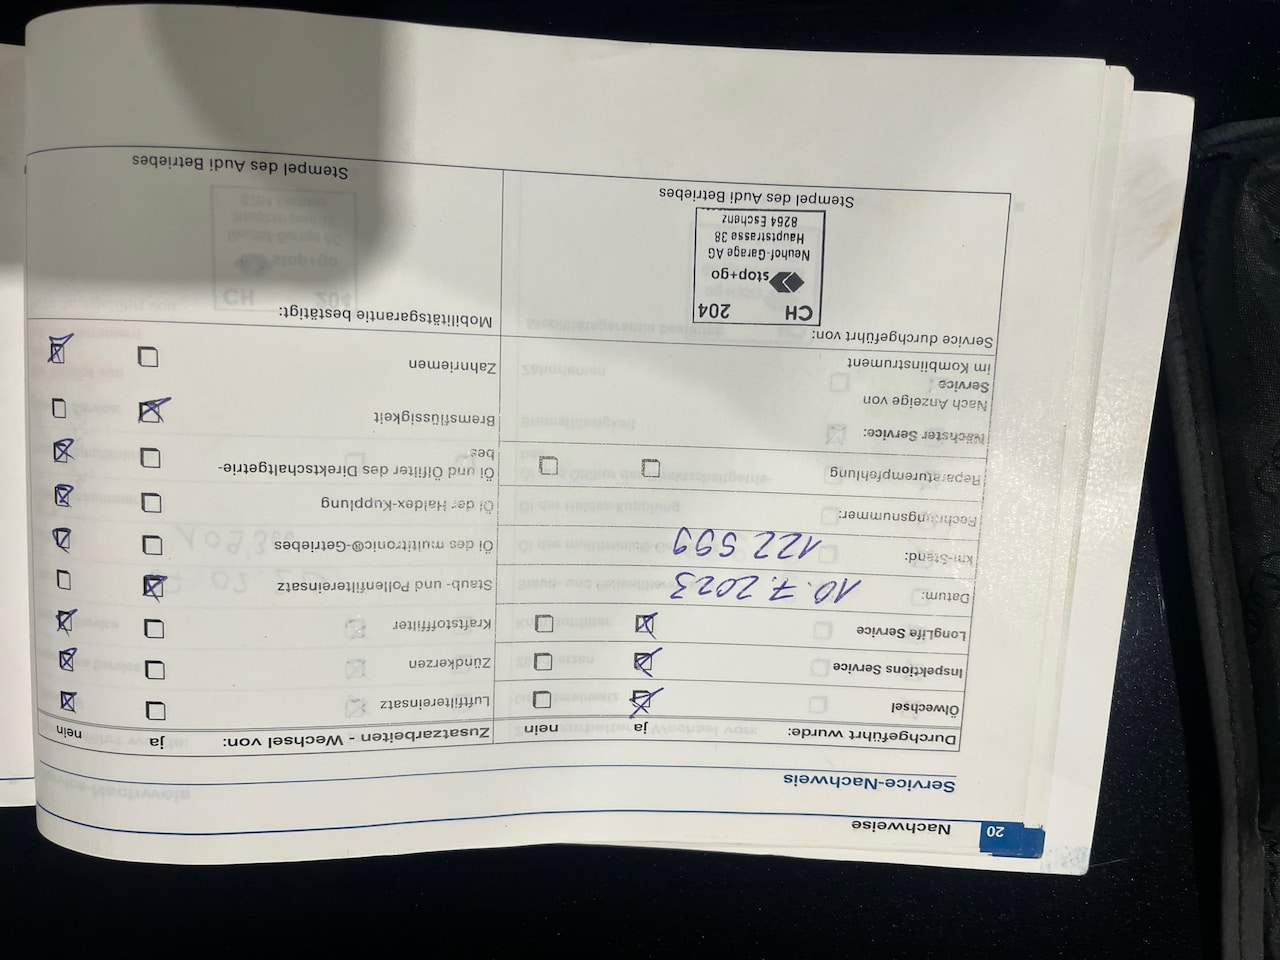 20 Nachweise
Service-Nachweis
Durchgeführt wurde: ja nein
Ölwechsel
Inspektions Service
LongLife Service
Datum: 10.7.2023
km-Stand: 122 599
Rechnungsnummer:
Reparaturempfehlung
Nächster Service:
Nach Anzeige von
Service
im Kombiinstrument
Service durchgeführt von:
CH 204
stop+go
Neuhof-Garage AG
Hauptstrasse 38
8264 Eschenz
Stempel des Audi Betriebes
Zusatzarbeiten - Wechsel von: ja nein
Luftfiltereinsatz
Zündkerzen
Kraftstofffilter
Staub- und Pollenfiltereinsatz
Öl des multitronic®-Getriebes
Öl der Haldex-Kupplung
Öl und Ölfilter des Direktschaltgetrie-
bes
Bremsflüssigkeit
Zahnriemen
Mobilitätsgarantie bestätigt:
Stempel des Audi Betriebes